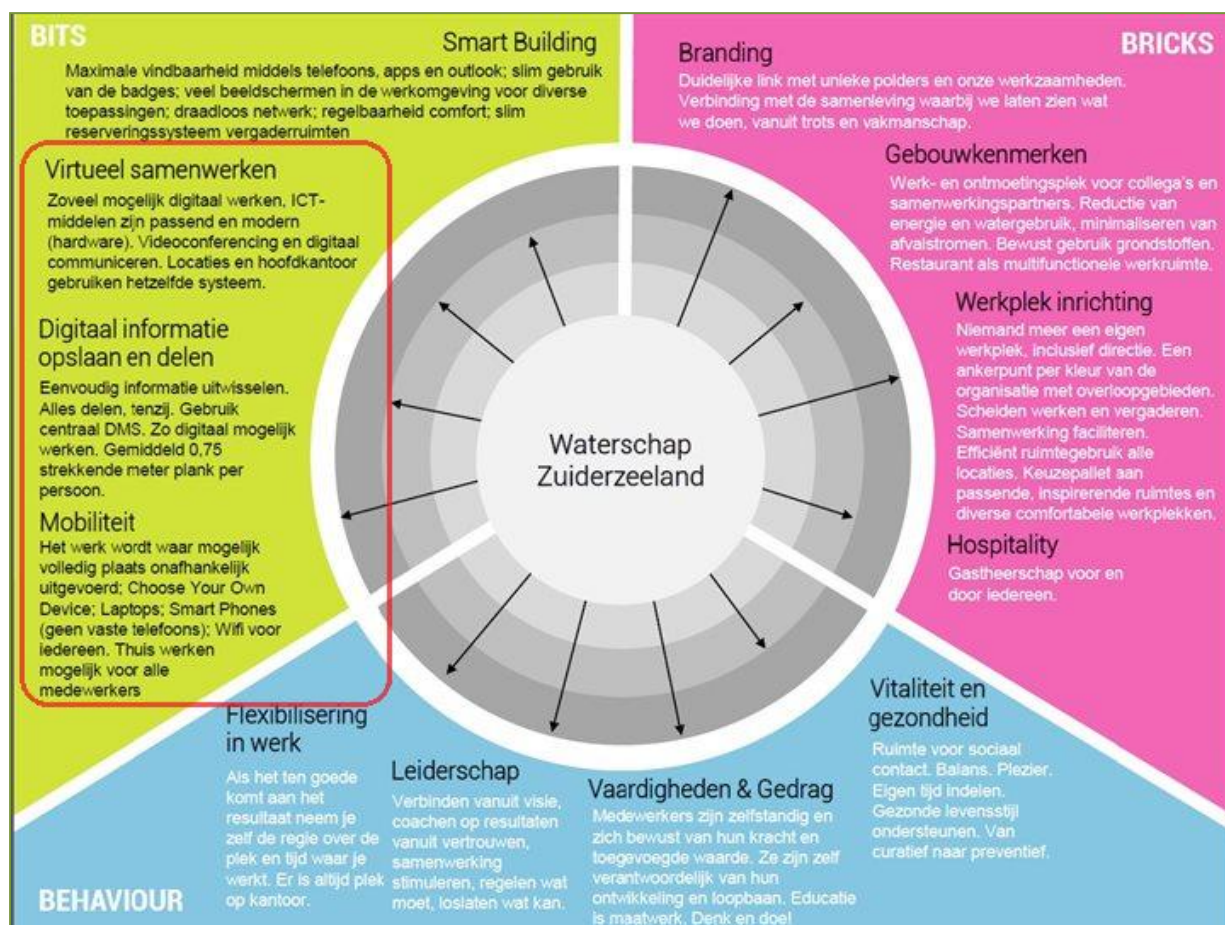 BITS
Smart Building
Maximale vindbaarheid middels telefoons, apps en outlook; slim gebruik
van de badges; veel beeldschermen in de werkomgeving voor diverse
toepassingen; draadloos netwerk; regelbaarheid comfort; slim
reserveringssysteem vergaderruimten
Virtueel samenwerken
Zoveel mogelijk digitaal werken, ICT-
middelen zijn passend en modern
(hardware). Videoconferencing en digitaal
communiceren. Locaties en hoofdkantoor
gebruiken hetzelfde systeem.
Digitaal informatie
opslaan en delen
Eenvoudig informatie uitwisselen.
Alles delen, tenzij. Gebruik
centraal DMS. Zo digitaal mogelijk
werken. Gemiddeld 0,75
strekkende meter plank per
persoon.
Mobiliteit
Het werk wordt waar mogelijk
volledig plaats onafhankelijk
uitgevoerd; Choose Your Own
Device; Laptops; Smart Phones
(geen vaste telefoons); Wifi voor
iedereen. Thuis werken
mogelijk voor alle
medewerkers
BRICKS
Branding
Duidelijke link met unieke polders en onze werkzaamheden.
Verbinding met de samenleving waarbij we laten zien wat
we doen, vanuit trots en vakmanschap.
Gebouwkenmerken
Werk- en ontmoetingsplek voor collega's en
samenwerkingspartners. Reductie van
energie en watergebruik, minimaliseren van
afvalstromen. Bewust gebruik grondstoffen.
Restaurant als multifunctionele werkruimte.
Werkplek inrichting
Niemand meer een eigen
werkplek, inclusief directie. Een
ankerpunt per kleur van de
organisatie met overloopgebieden.
Scheiden werken en vergaderen.
Samenwerking faciliteren.
Efficiënt ruimtegebruik alle
locaties. Keuzepallet aan
passende, inspirerende ruimtes en
diverse comfortabele werkplekken.
Hospitality
Gastheerschap voor en
door iedereen.
Waterschap
Zuiderzeeland
BEHAVIOUR
Flexibilisering
in werk
Als het ten goede
komt aan het
resultaat neem je
zelf de regie over de
plek en tijd waar je
werkt. Er is altijd plek
op kantoor.
Leiderschap
Verbinden vanuit visie,
coachen op resultaten
vanuit vertrouwen,
samenwerking
stimuleren, regelen wat
moet, loslaten wat kan.
Vaardigheden & Gedrag
Medewerkers zijn zelfstandig en
zich bewust van hun kracht en
toegevoegde waarde. Ze zijn zelf
verantwoordelijk van hun
ontwikkeling en loopbaan. Educatie
is maatwerk. Denk en doe!
Vitaliteit en
gezondheid
Ruimte voor sociaal
contact. Balans. Plezier.
Eigen tijd indelen.
Gezonde levensstijl
ondersteunen. Van
curatief naar preventief.